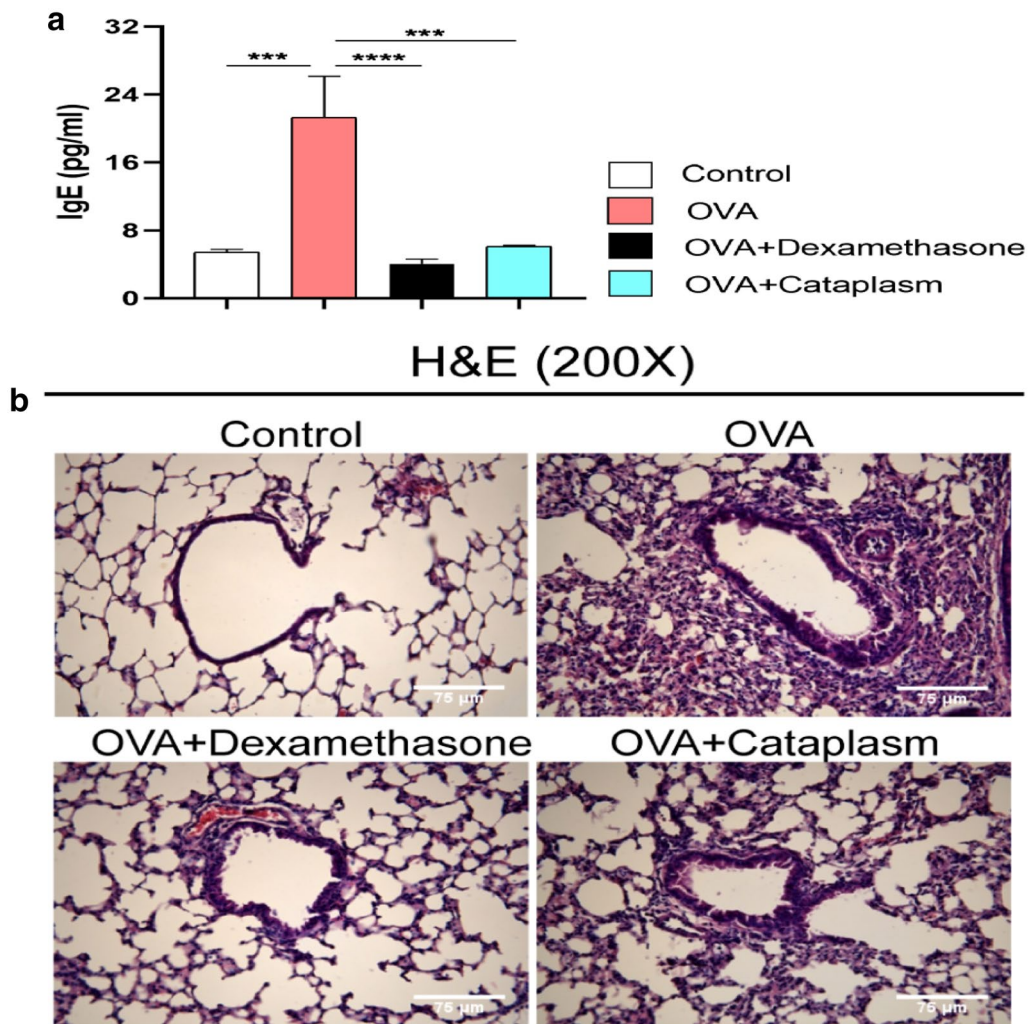 a
32
24
16
8
0
IgE (pg/ml)
***
***
****
Control
OVA
OVA+Dexamethasone
OVA+Cataplasm
H&E (200X)
b
Control
OVA
75 µm
75 µm
OVA+Dexamethasone
OVA+Cataplasm
75 µm
75 µm